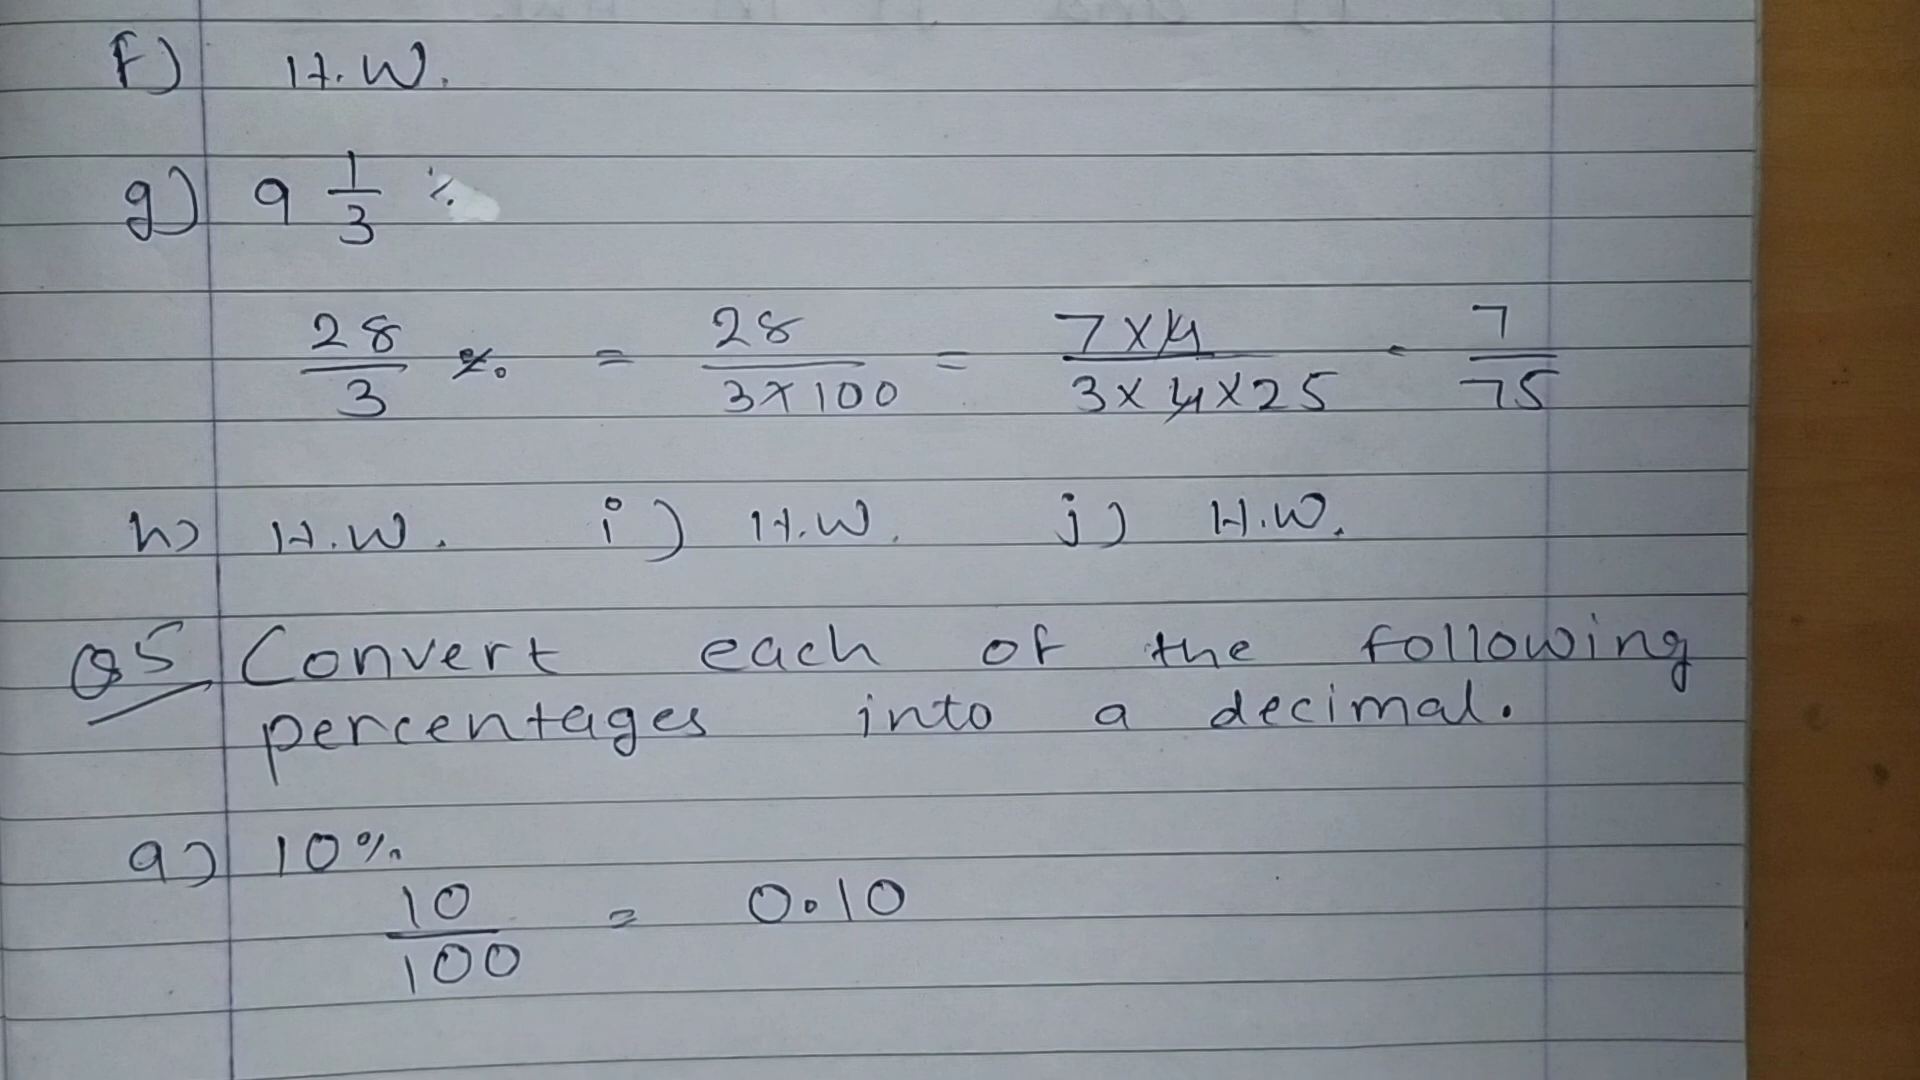 f) H.W.
g) 9 1/3 %
28/3 % = 28/(3×100) = (7×4)/(3×4×25) = 7/75
h) H.W. i) H.W. j) H.W.
Q5 Convert each of the following
percentages into a decimal.
a) 10%
10/100 = 0.10